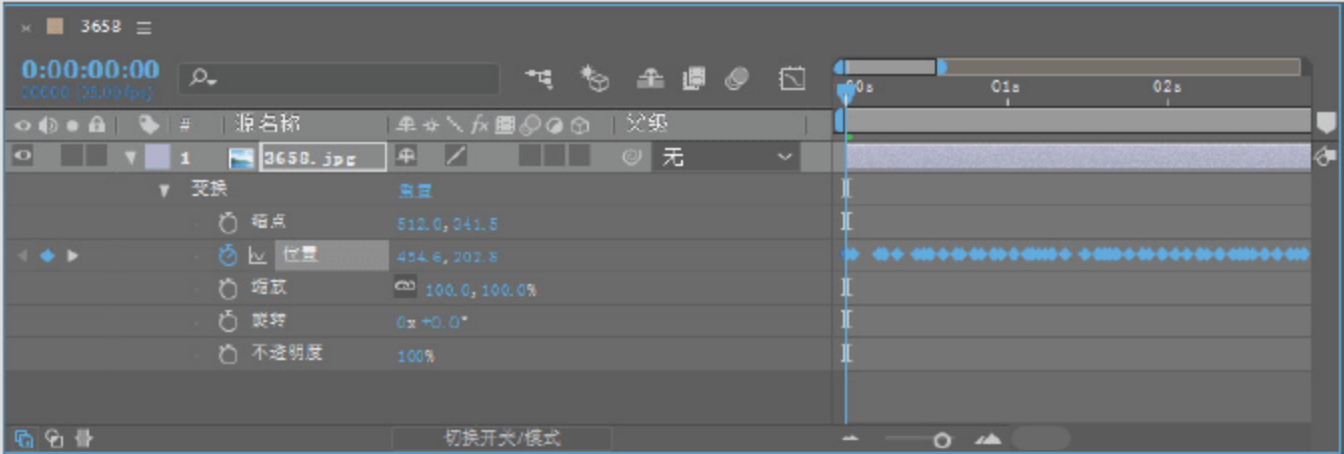 3658
0:00:00:00
00000 (25.00 fps)
00s 01s 02s
# 源名称 fx 父级
1 3658.jpg 无
变换 重置
锚点 512.0, 341.5
位置 454.6, 202.8
缩放 100.0, 100.0%
旋转 0x +0.0°
不透明度 100%
切换开关/模式